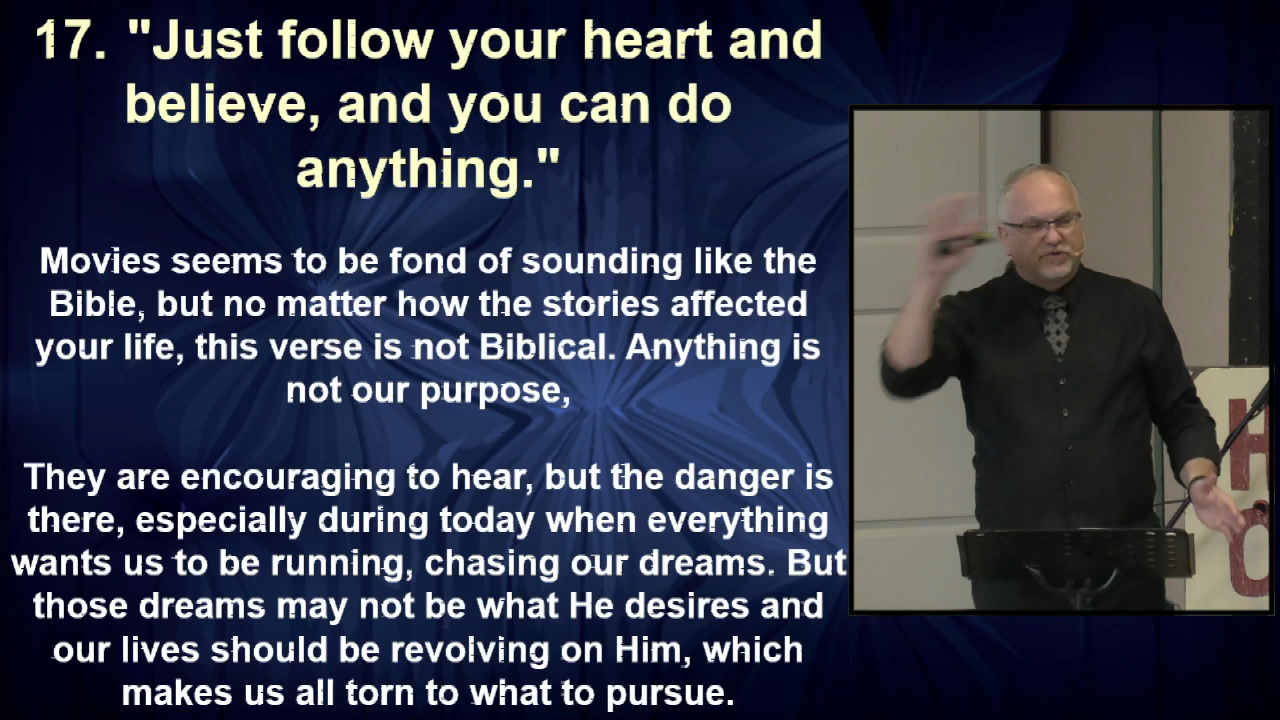 17. "Just follow your heart and
believe, and you can do
anything."
Movies seems to be fond of sounding like the
Bible, but no matter how the stories affected
your life, this verse is not Biblical. Anything is
not our purpose,
They are encouraging to hear, but the danger is
there, especially during today when everything
wants us to be running, chasing our dreams. But
those dreams may not be what He desires and
our lives should be revolving on Him, which
makes us all torn to what to pursue.
H
O